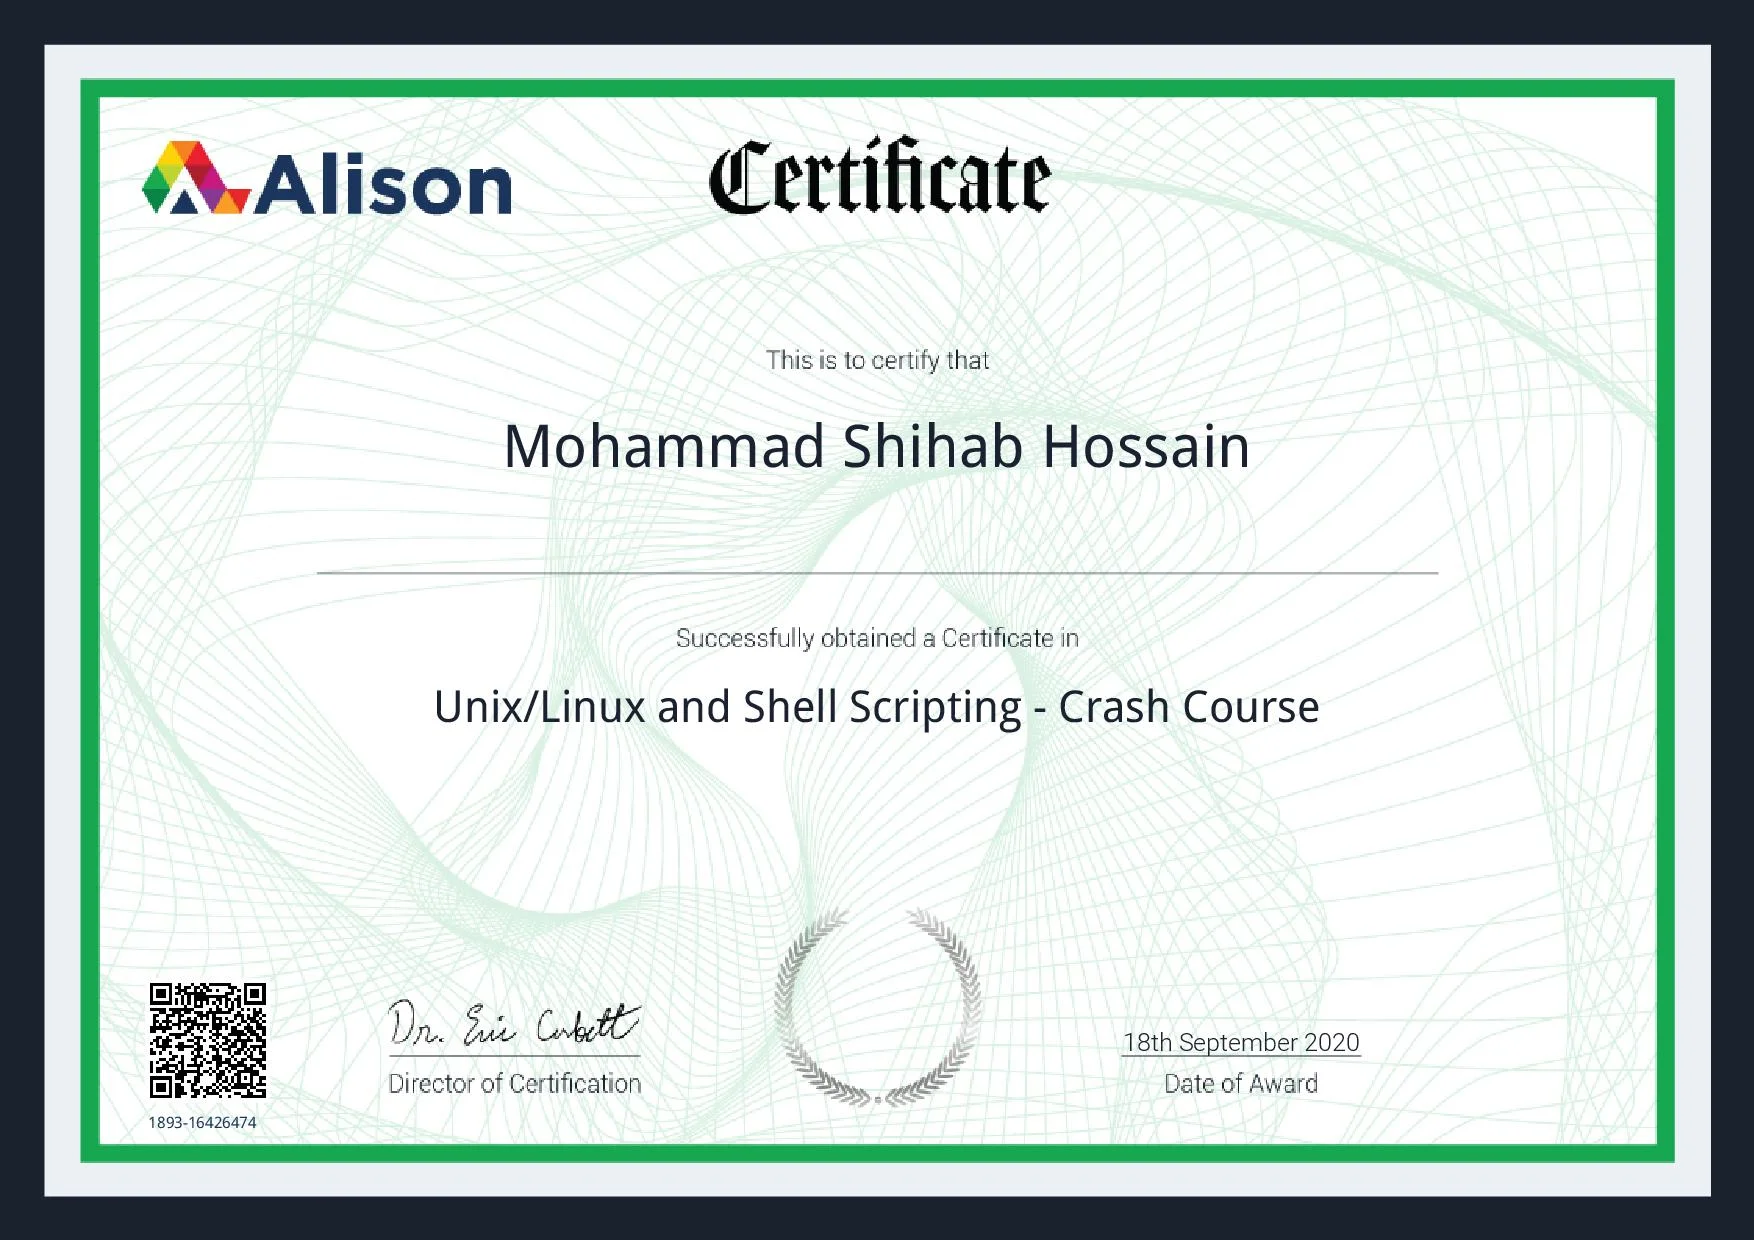 Alison
Certificate
This is to certify that
Mohammad Shihab Hossain
Successfully obtained a Certificate in
Unix/Linux and Shell Scripting - Crash Course
Dr. Eric Corbett
Director of Certification
18th September 2020
Date of Award
1893-16426474